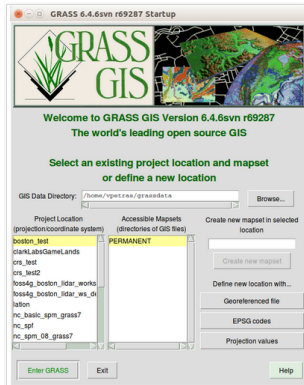 GRASS 6.4.6svn r69287 Startup
GRASS
GIS
Welcome to GRASS GIS Version 6.4.6svn r69287
The world's leading open source GIS
Select an existing project location and mapset
or define a new location
GIS Data Directory: /home/vpetras/grassdata
Browse...
Project Location
(projection/coordinate system)
boston_test
clarkLabsGameLands
crs_test
crs_test2
foss4g_boston_lidar_works
foss4g_boston_lidar_ws_de
lation
nc_basic_spm_grass7
nc_spf
nc_spm_08_grass7
Accessible Mapsets
(directories of GIS files)
PERMANENT
Create new mapset in selected
location
Create new mapset
Define new location with...
Georeferenced file
EPSG codes
Projection values
Enter GRASS
Exit